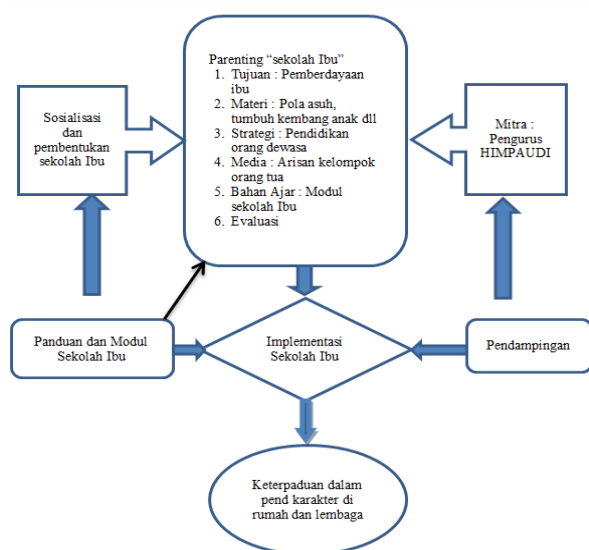 Parenting “sekolah Ibu”
1. Tujuan : Pemberdayaan
ibu
2. Materi : Pola asuh,
tumbuh kembang anak dll
3. Strategi : Pendidikan
orang dewasa
4. Media : Arisan kelompok
orang tua
5. Bahan Ajar : Modul
sekolah Ibu
6. Evaluasi
Sosialisasi
dan
pembentukan
sekolah Ibu
Mitra :
Pengurus
HIMPAUDI
Panduan dan Modul
Sekolah Ibu
Implementasi
Sekolah Ibu
Pendampingan
Keterpaduan dalam
pend karakter di
rumah dan lembaga